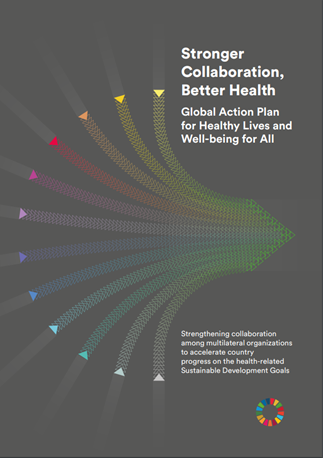 Stronger
Collaboration,
Better Health
Global Action Plan
for Healthy Lives and
Well-being for All
Strengthening collaboration
among multilateral organizations
to accelerate country
progress on the health-related
Sustainable Development Goals